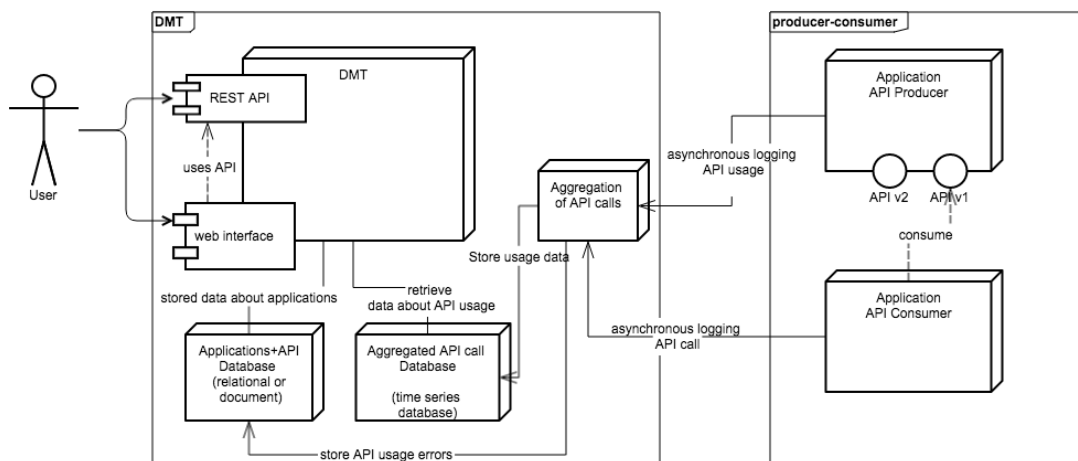 DMT
producer-consumer
DMT
REST API
Application
API Producer
uses API
asynchronous logging
API usage
User
Aggregation
of API calls
API v2
API v1
web interface
consume
Store usage data
stored data about applications
retrieve
data about API usage
Application
API Consumer
asynchronous logging
API call
Applications+API
Database
(relational or
document)
Aggregated API call
Database
(time series
database)
store API usage errors